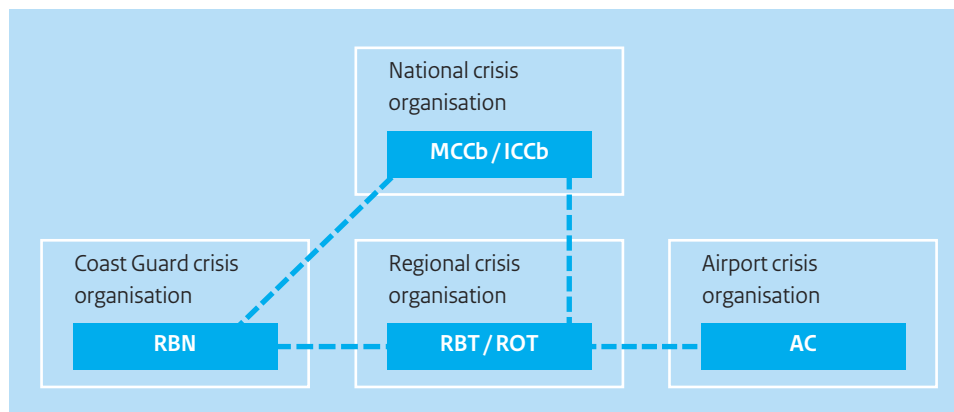 National crisis
organisation
MCCb / ICCb
Coast Guard crisis
organisation
RBN
Regional crisis
organisation
RBT / ROT
Airport crisis
organisation
AC